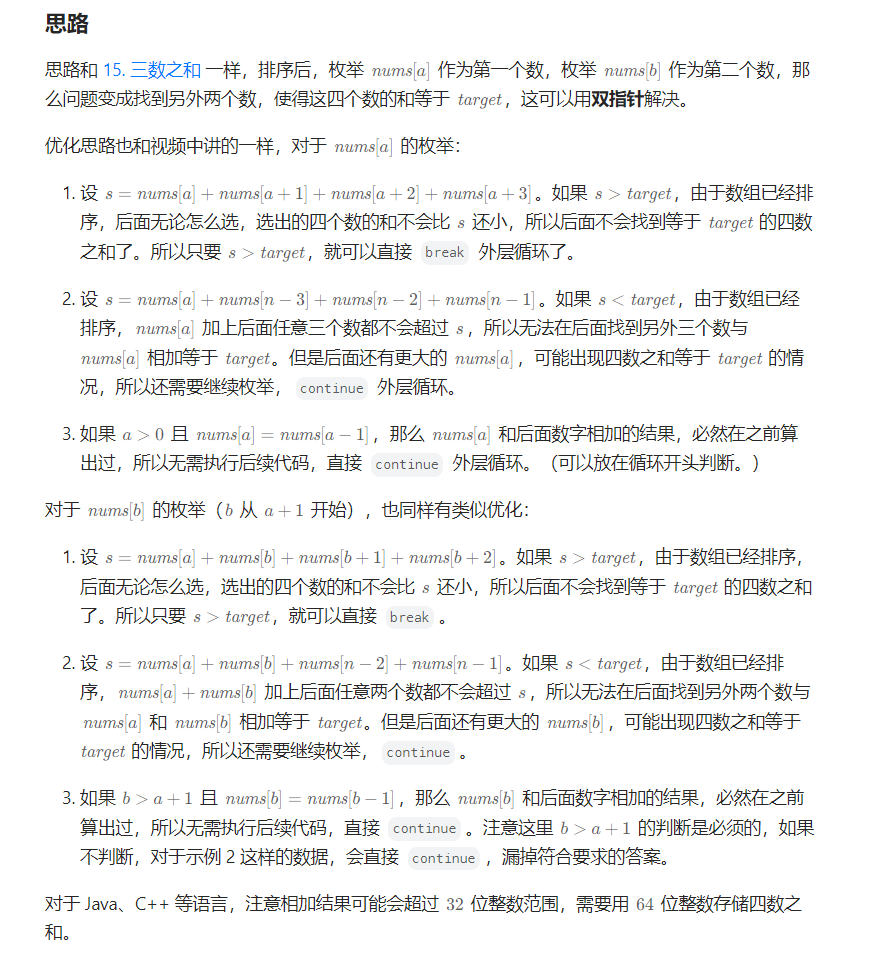 思路
思路和 15. 三数之和 一样，排序后，枚举 nums[a] 作为第一个数，枚举 nums[b] 作为第二个数，那
么问题变成找到另外两个数，使得这四个数的和等于 target，这可以用双指针解决。
优化思路也和视频中讲的一样，对于 nums[a] 的枚举：
1. 设 s = nums[a] + nums[a + 1] + nums[a + 2] + nums[a + 3]。如果 s > target，由于数组已经排
序，后面无论怎么选，选出的四个数的和不会比 s 还小，所以后面不会找到等于 target 的四数
之和了。所以只要 s > target，就可以直接 break 外层循环了。
2. 设 s = nums[a] + nums[n − 3] + nums[n − 2] + nums[n − 1]。如果 s < target，由于数组已经
排序，nums[a] 加上后面任意三个数都不会超过 s，所以无法在后面找到另外三个数与
nums[a] 相加等于 target。但是后面还有更大的 nums[a]，可能出现四数之和等于 target 的情
况，所以还需要继续枚举，continue 外层循环。
3. 如果 a > 0 且 nums[a] = nums[a − 1]，那么 nums[a] 和后面数字相加的结果，必然在之前算
出过，所以无需执行后续代码，直接 continue 外层循环。（可以放在循环开头判断。）
对于 nums[b] 的枚举（b 从 a + 1 开始），也同样有类似优化：
1. 设 s = nums[a] + nums[b] + nums[b + 1] + nums[b + 2]。如果 s > target，由于数组已经排序，
后面无论怎么选，选出的四个数的和不会比 s 还小，所以后面不会找到等于 target 的四数之和
了。所以只要 s > target，就可以直接 break 。
2. 设 s = nums[a] + nums[b] + nums[n − 2] + nums[n − 1]。如果 s < target，由于数组已经排
序，nums[a] + nums[b] 加上后面任意两个数都不会超过 s，所以无法在后面找到另外两个数与
nums[a] 和 nums[b] 相加等于 target。但是后面还有更大的 nums[b]，可能出现四数之和等于
target 的情况，所以还需要继续枚举，continue 。
3. 如果 b > a + 1 且 nums[b] = nums[b − 1]，那么 nums[b] 和后面数字相加的结果，必然在之前
算出过，所以无需执行后续代码，直接 continue 。注意这里 b > a + 1 的判断是必须的，如果
不判断，对于示例 2 这样的数据，会直接 continue ，漏掉符合要求的答案。
对于 Java、C++ 等语言，注意相加结果可能会超过 32 位整数范围，需要用 64 位整数存储四数之
和。